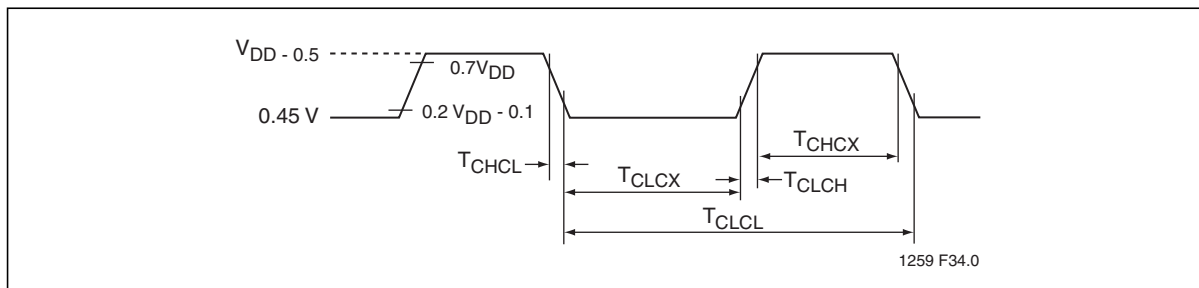 VDD - 0.5
0.7VDD
0.45 V
0.2 VDD - 0.1
TCHCL
TCLCX
TCHCX
TCLCH
TCLCL
1259 F34.0